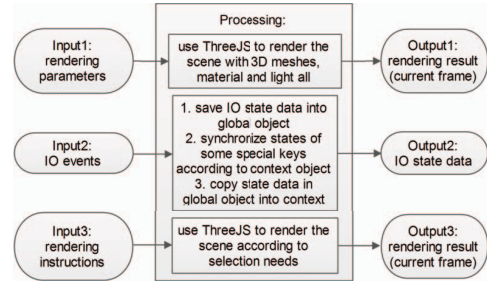 Processing:
Input1:
rendering
parameters
use ThreeJS to render the
scene with 3D meshes,
material and light all
Output1:
rendering result
(current frame)
Input2:
IO events
1. save IO state data into
global object
2. synchronize states of
some special keys
according to context object
3. copy state data in
global object into context
Output2:
IO state data
Input3:
rendering
instructions
use ThreeJS to render the
scene according to
selection needs
Output3:
rendering result
(current frame)